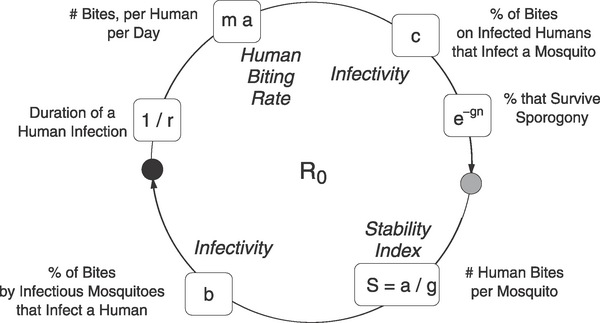 # Bites, per Human
per Day
m a
Human
Biting
Rate
c
Infectivity
% of Bites
on Infected Humans
that Infect a Mosquito
Duration of a
Human Infection
1 / r
e–gn
% that Survive
Sporogony
R0
Infectivity
Stability
Index
% of Bites
by Infectious Mosquitoes
that Infect a Human
b
S = a / g
# Human Bites
per Mosquito